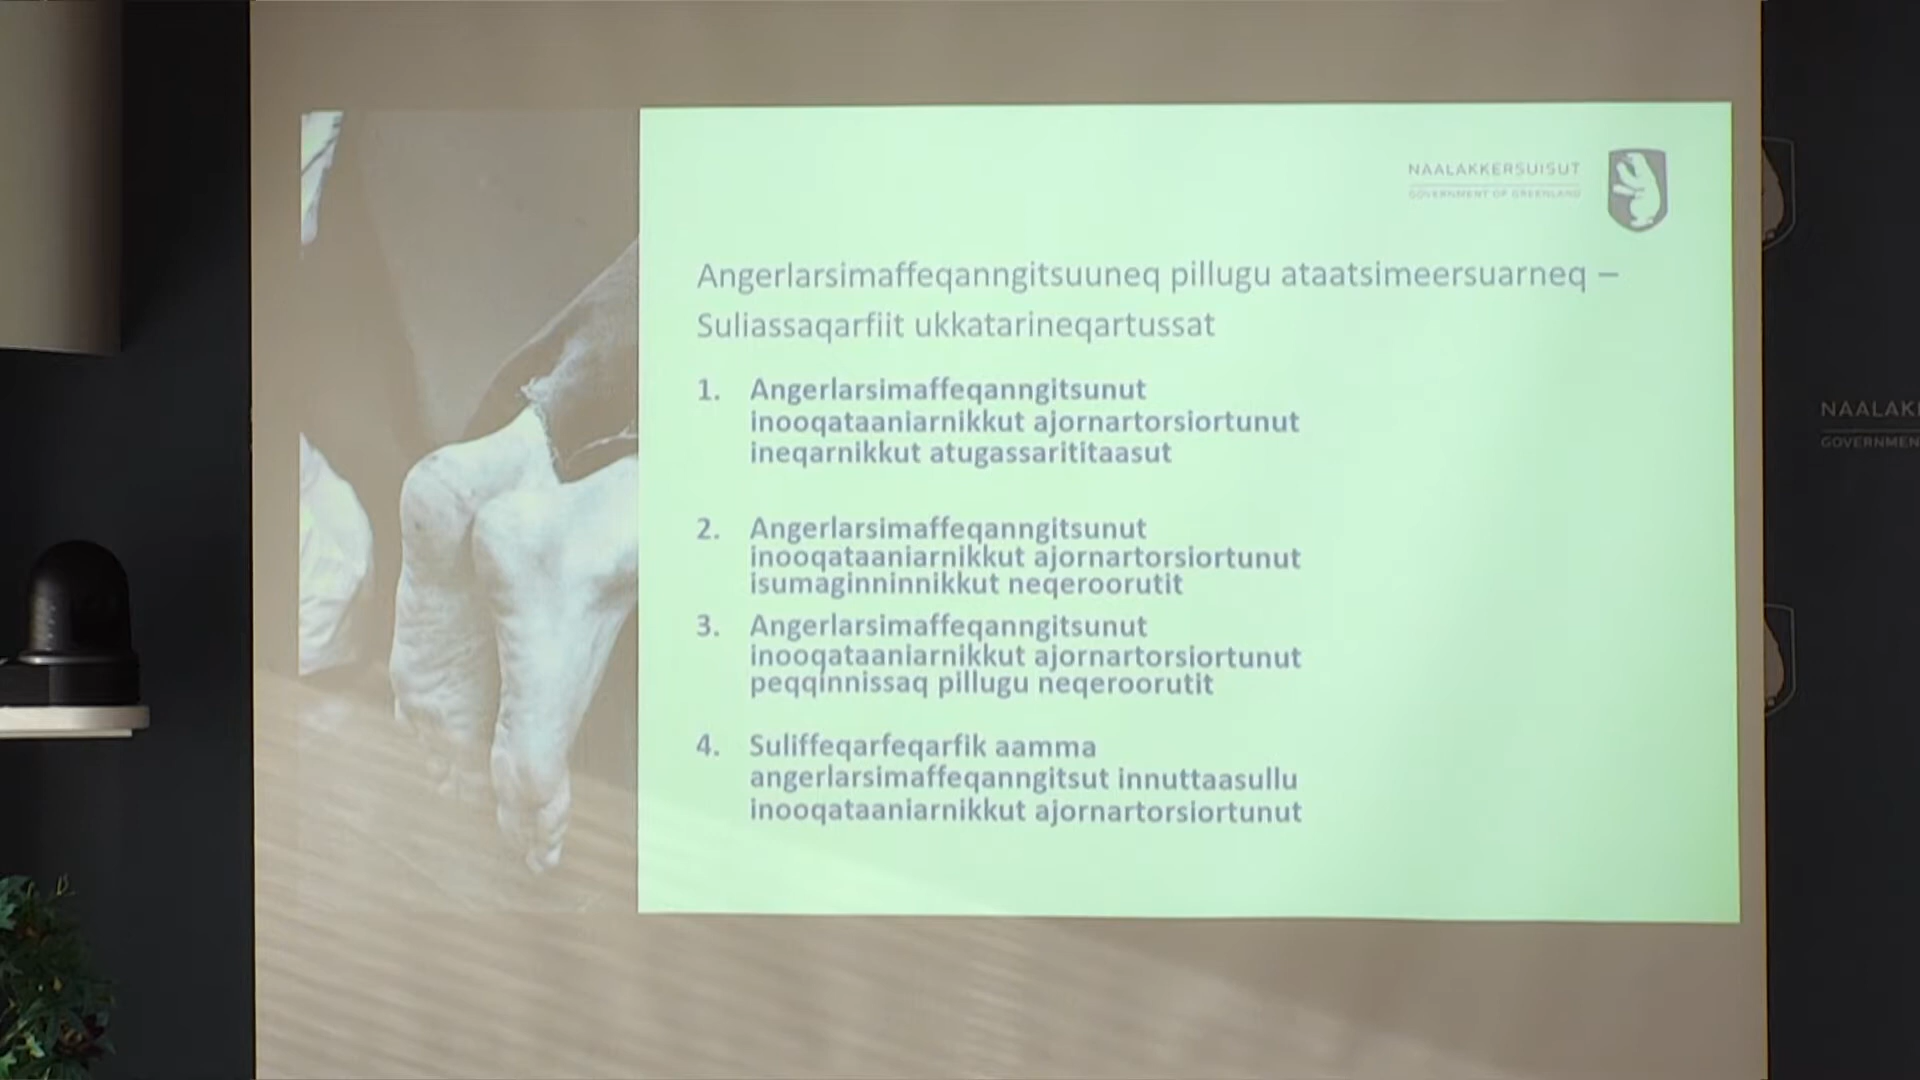 NAALAKKERSUISUT
GOVERNMENT OF GREENLAND
Angerlarsimaffeqanngitsuuneq pillugu ataatsimeersuarneq –
Suliassaqarfiit ukkatarineqartussat
1. Angerlarsimaffeqanngitsunut
inooqataaniarnikkut ajornartorsiortunut
ineqarnikkut atugassarititaasut
2. Angerlarsimaffeqanngitsunut
inooqataaniarnikkut ajornartorsiortunut
isumaginninnikkut neqeroorutit
3. Angerlarsimaffeqanngitsunut
inooqataaniarnikkut ajornartorsiortunut
peqqinnissaq pillugu neqeroorutit
4. Suliffeqarfeqarfik aamma
angerlarsimaffeqanngitsut innuttaasullu
inooqataaniarnikkut ajornartorsiortunut
NAALAK
GOVERNMEN